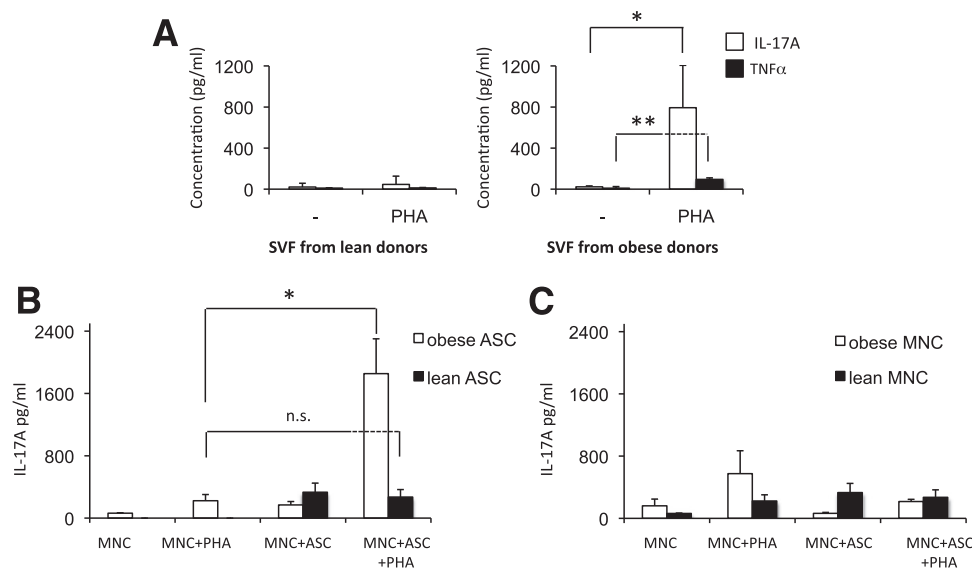 A
Concentration (pg/ml)
1200
800
400
0
-
PHA
SVF from lean donors
Concentration (pg/ml)
1200
800
400
0
*
**
-
PHA
SVF from obese donors
IL-17A
TNFα
B
IL-17A pg/ml
2400
1600
800
0
*
n.s.
obese ASC
lean ASC
MNC
MNC+PHA
MNC+ASC
MNC+ASC
+PHA
C
IL-17A pg/ml
2400
1600
800
0
obese MNC
lean MNC
MNC
MNC+PHA
MNC+ASC
MNC+ASC
+PHA